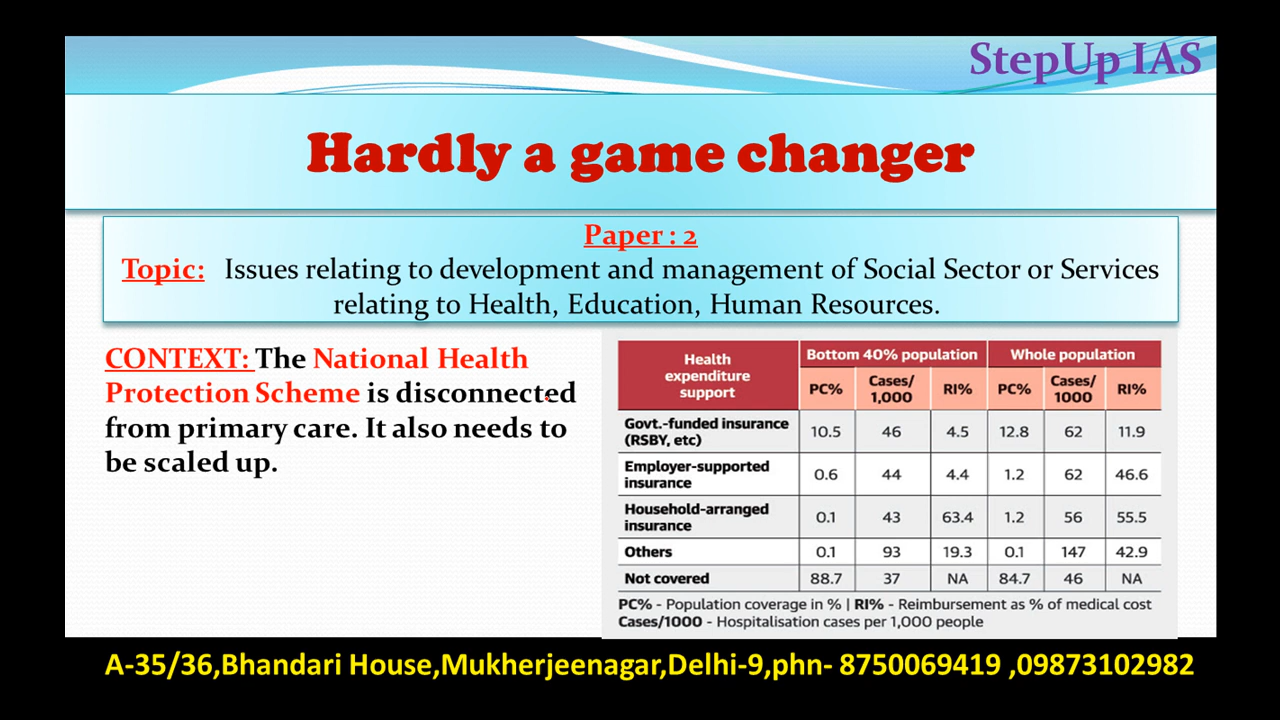 StepUp IAS
Hardly a game changer
Paper : 2
Topic: Issues relating to development and management of Social Sector or Services
relating to Health, Education, Human Resources.
CONTEXT: The National Health
Protection Scheme is disconnected
from primary care. It also needs to
be scaled up.
Health expenditure support Bottom 40% population Whole population
PC% Cases/ 1,000 RI% PC% Cases/ 1000 RI%
Govt.-funded insurance (RSBY, etc) 10.5 46 4.5 12.8 62 11.9
Employer-supported insurance 0.6 44 4.4 1.2 62 46.6
Household-arranged insurance 0.1 43 63.4 1.2 56 55.5
Others 0.1 93 19.3 0.1 147 42.9
Not covered 88.7 37 NA 84.7 46 NA
PC% - Population coverage in % | RI% - Reimbursement as % of medical cost
Cases/1000 - Hospitalisation cases per 1,000 people
A-35/36,Bhandari House,Mukherjeenagar,Delhi-9,phn- 8750069419 ,09873102982